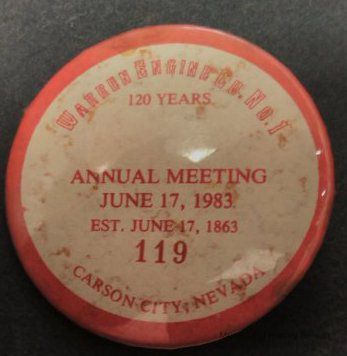 WARREN ENGINE CO. NO. 1
120 YEARS
ANNUAL MEETING
JUNE 17, 1983
EST. JUNE 17, 1863
119
CARSON CITY, NEVADA